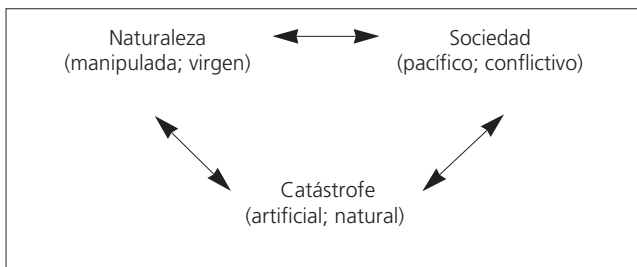 Naturaleza
(manipulada; virgen)
Sociedad
(pacífico; conflictivo)
Catástrofe
(artificial; natural)